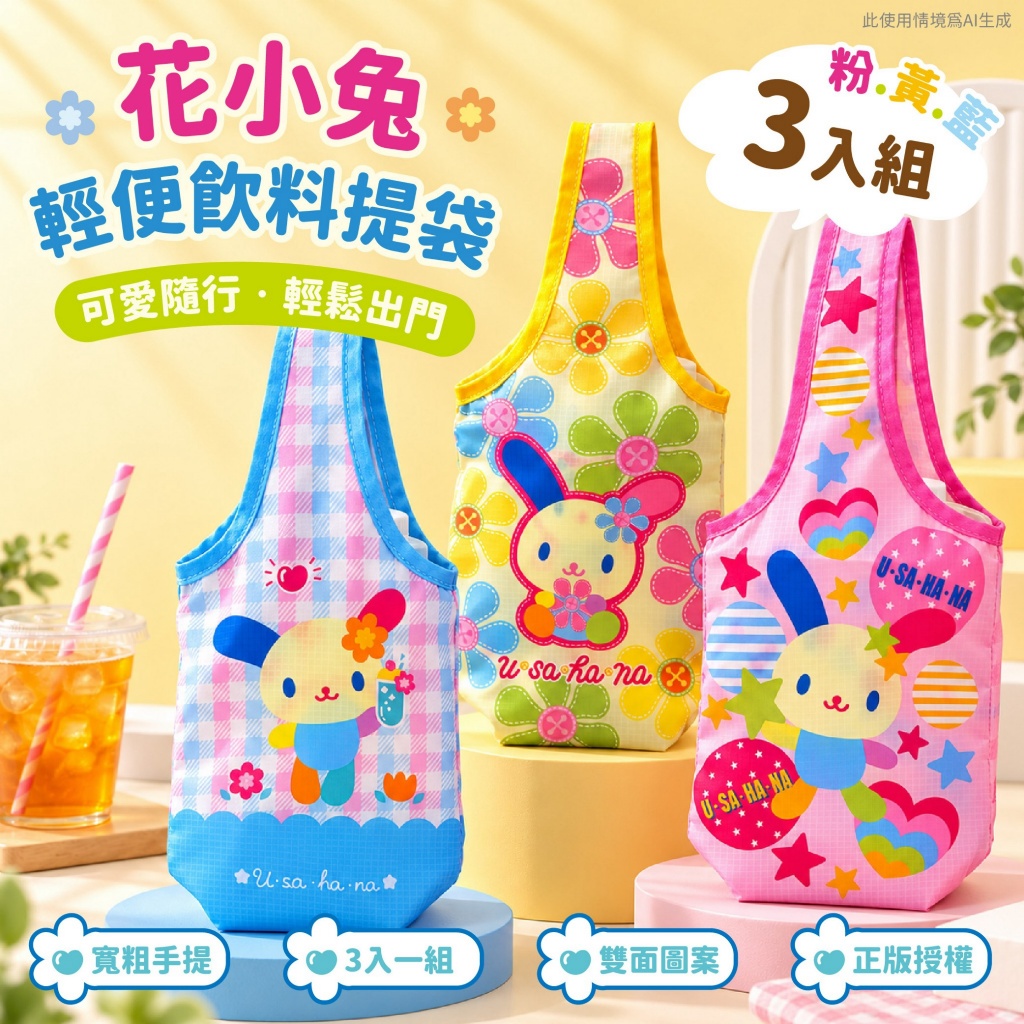 此使用情境爲AI生成
花小兔
輕便飲料提袋
可愛隨行・輕鬆出門
粉.黃.藍
3入組
u·sa·ha·na
U·SA·HA·NA
U·SA·HA·NA
u·sa·ha·na
寬粗手提
3入一組
雙面圖案
正版授權